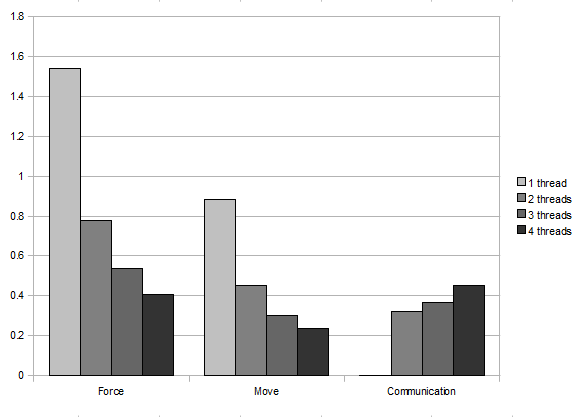 1.8
1.6
1.4
1.2
1
0.8
0.6
0.4
0.2
0
Force
Move
Communication
1 thread
2 threads
3 threads
4 threads